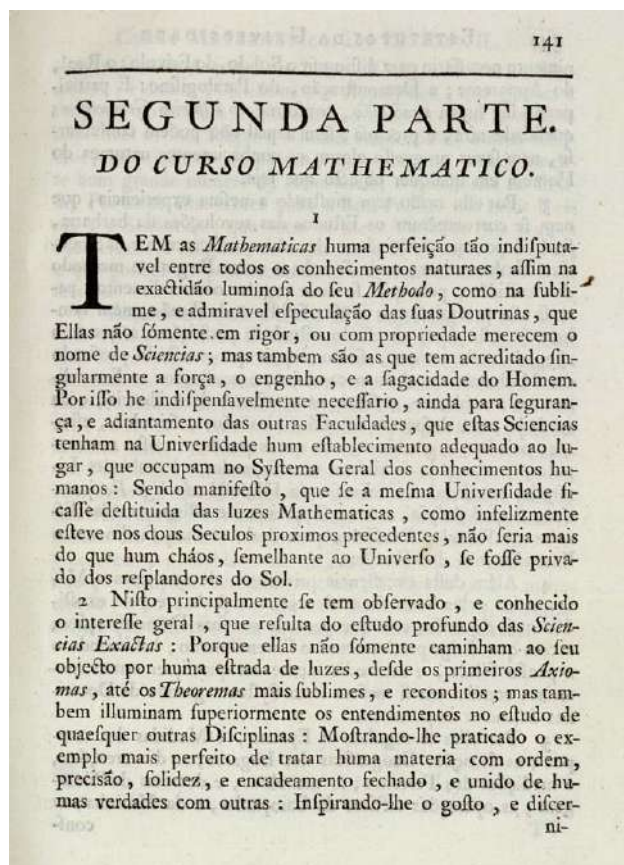 141
SEGUNDA PARTE.
DO CURSO MATHEMATICO.
1
TEM as Mathematicas huma perfeição tão indiſputa-
vel entre todos os conhecimentos naturaes, aſſim na
exactidão luminoſa do ſeu Methodo, como na ſubli-
me, e admiravel eſpeculação das ſuas Doutrinas, que
Ellas não ſómente em rigor, ou com propriedade merecem o
nome de Sciencias; mas tambem são as que tem acreditado ſin-
gularmente a força, o engenho, e a ſagacidade do Homem.
Por iſſo he indiſpenſavelmente neceſſario, ainda para ſeguran-
ça, e adiantamento das outras Faculdades, que eſtas Sciencias
tenham na Univerſidade hum eſtablecimento adequado ao lu-
gar, que occupam no Syſtema Geral dos conhecimentos hu-
manos: Sendo manifeſto, que ſe a meſma Univerſidade fi-
caſſe deſtituida das luzes Mathematicas, como infelizmente
eſteve nos dous Seculos proximos precedentes, não ſeria mais
do que hum cháos, ſemelhante ao Univerſo, ſe foſſe priva-
do dos reſplandores do Sol.
2 Niſto principalmente ſe tem obſervado, e conhecido
o intereſſe geral, que reſulta do eſtudo profundo das Scien-
cias Exactas: Porque ellas não ſómente caminham ao ſeu
objecto por huma eſtrada de luzes, deſde os primeiros Axio-
mas, até os Theoremas mais ſublimes, e reconditos; mas tam-
bem illuminam ſuperiormente os entendimentos no eſtudo de
quaeſquer outras Diſciplinas: Moſtrando-lhe praticado o ex-
emplo mais perfeito de tratar huma materia com ordem,
precisão, ſolidez, e encadeamento fechado, e unido de hu-
mas verdades com outras: Inſpirando-lhe o goſto, e diſcer-
ni-